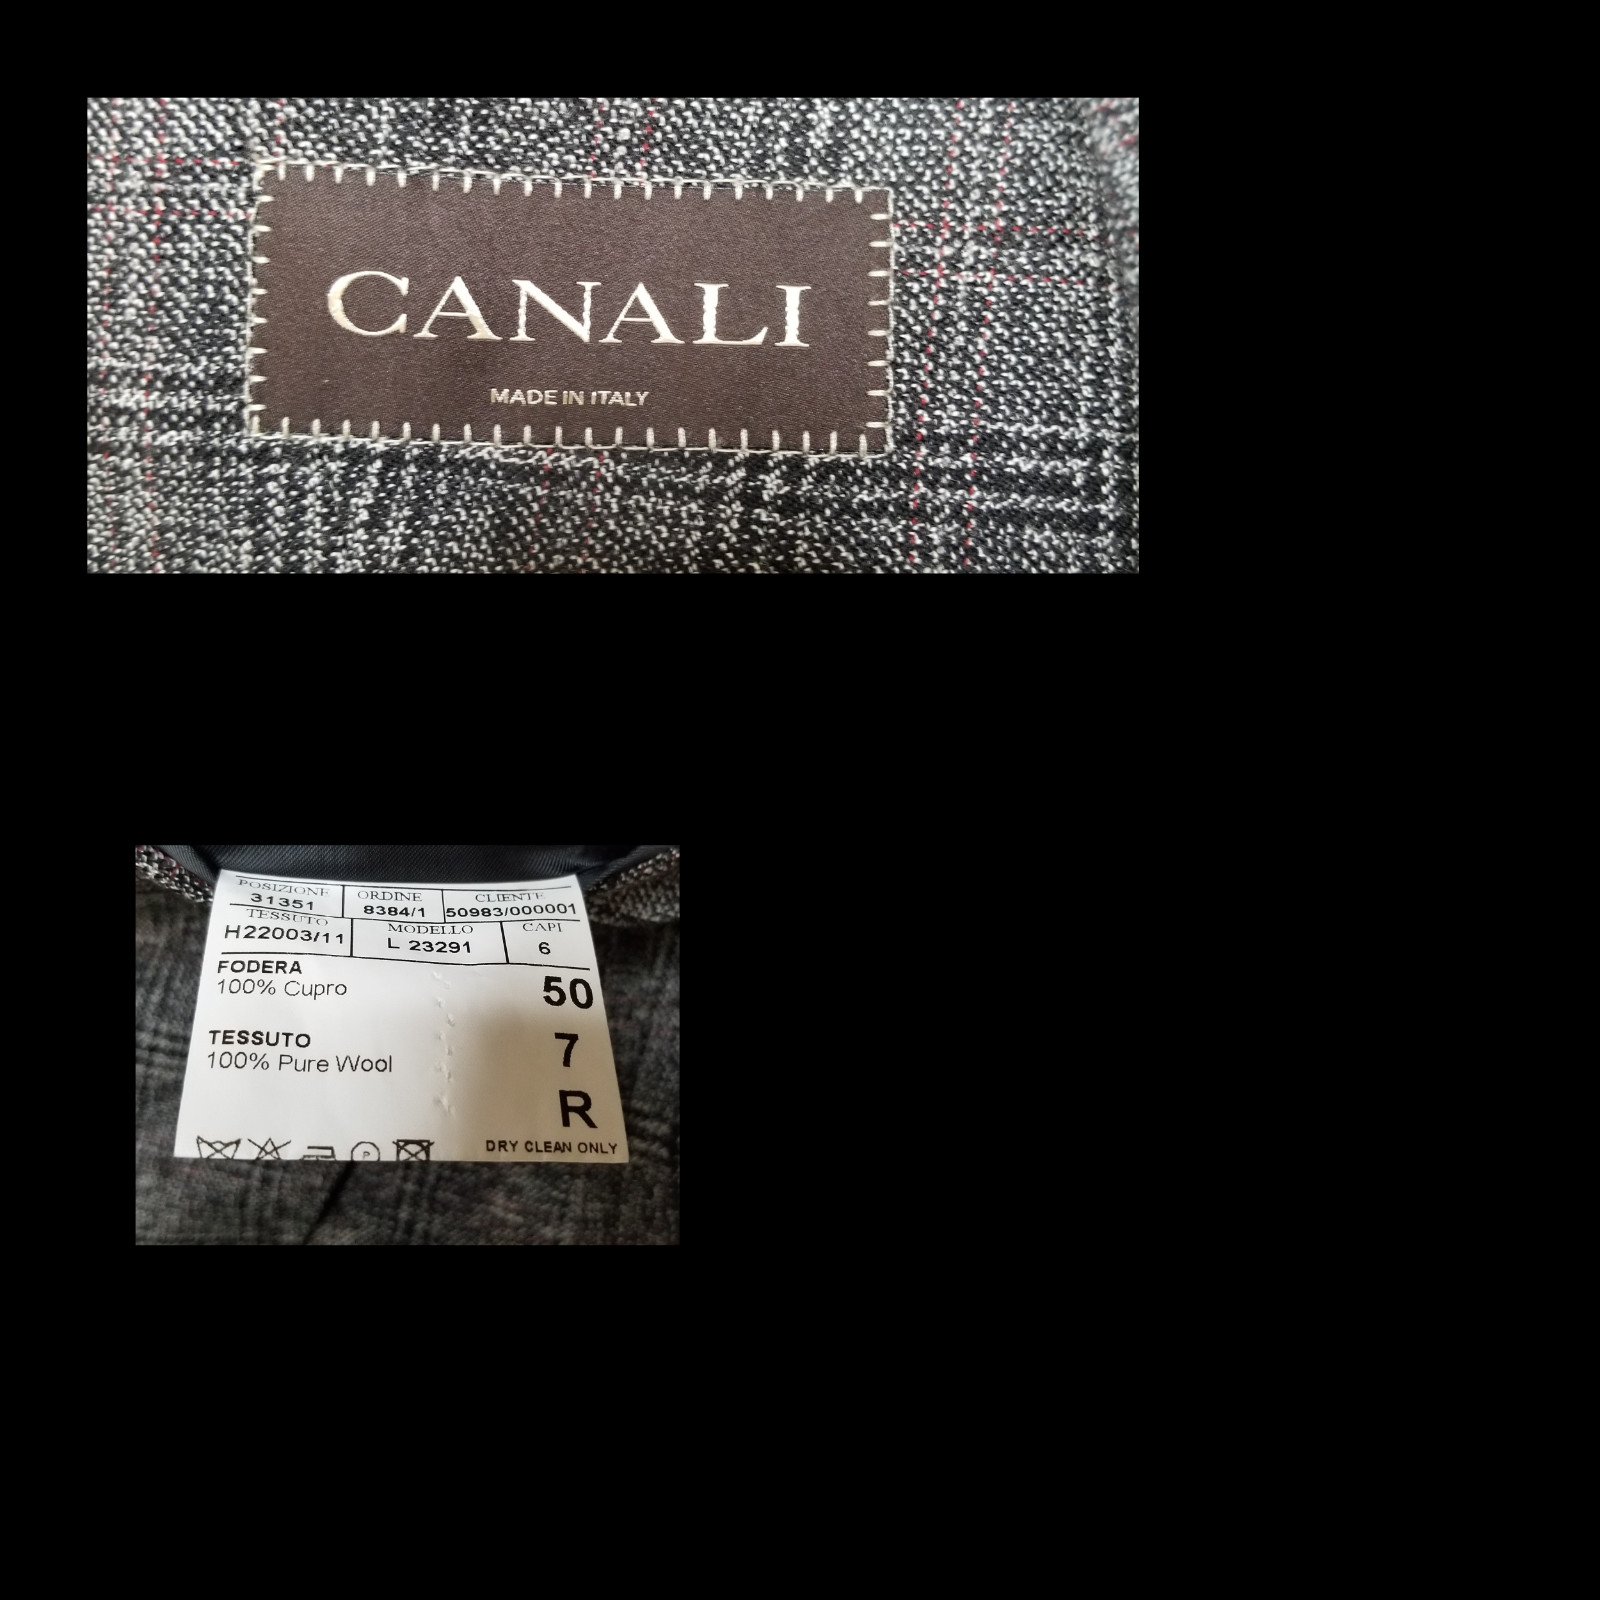 CANALI
MADE IN ITALY
POSIZIONE ORDINE CLIENTE
31351 8384/1 50983/000001
TESSUTO MODELLO CAPI
H22003/11 L 23291 6
FODERA
100% Cupro
50
TESSUTO
100% Pure Wool
7
R
P
DRY CLEAN ONLY